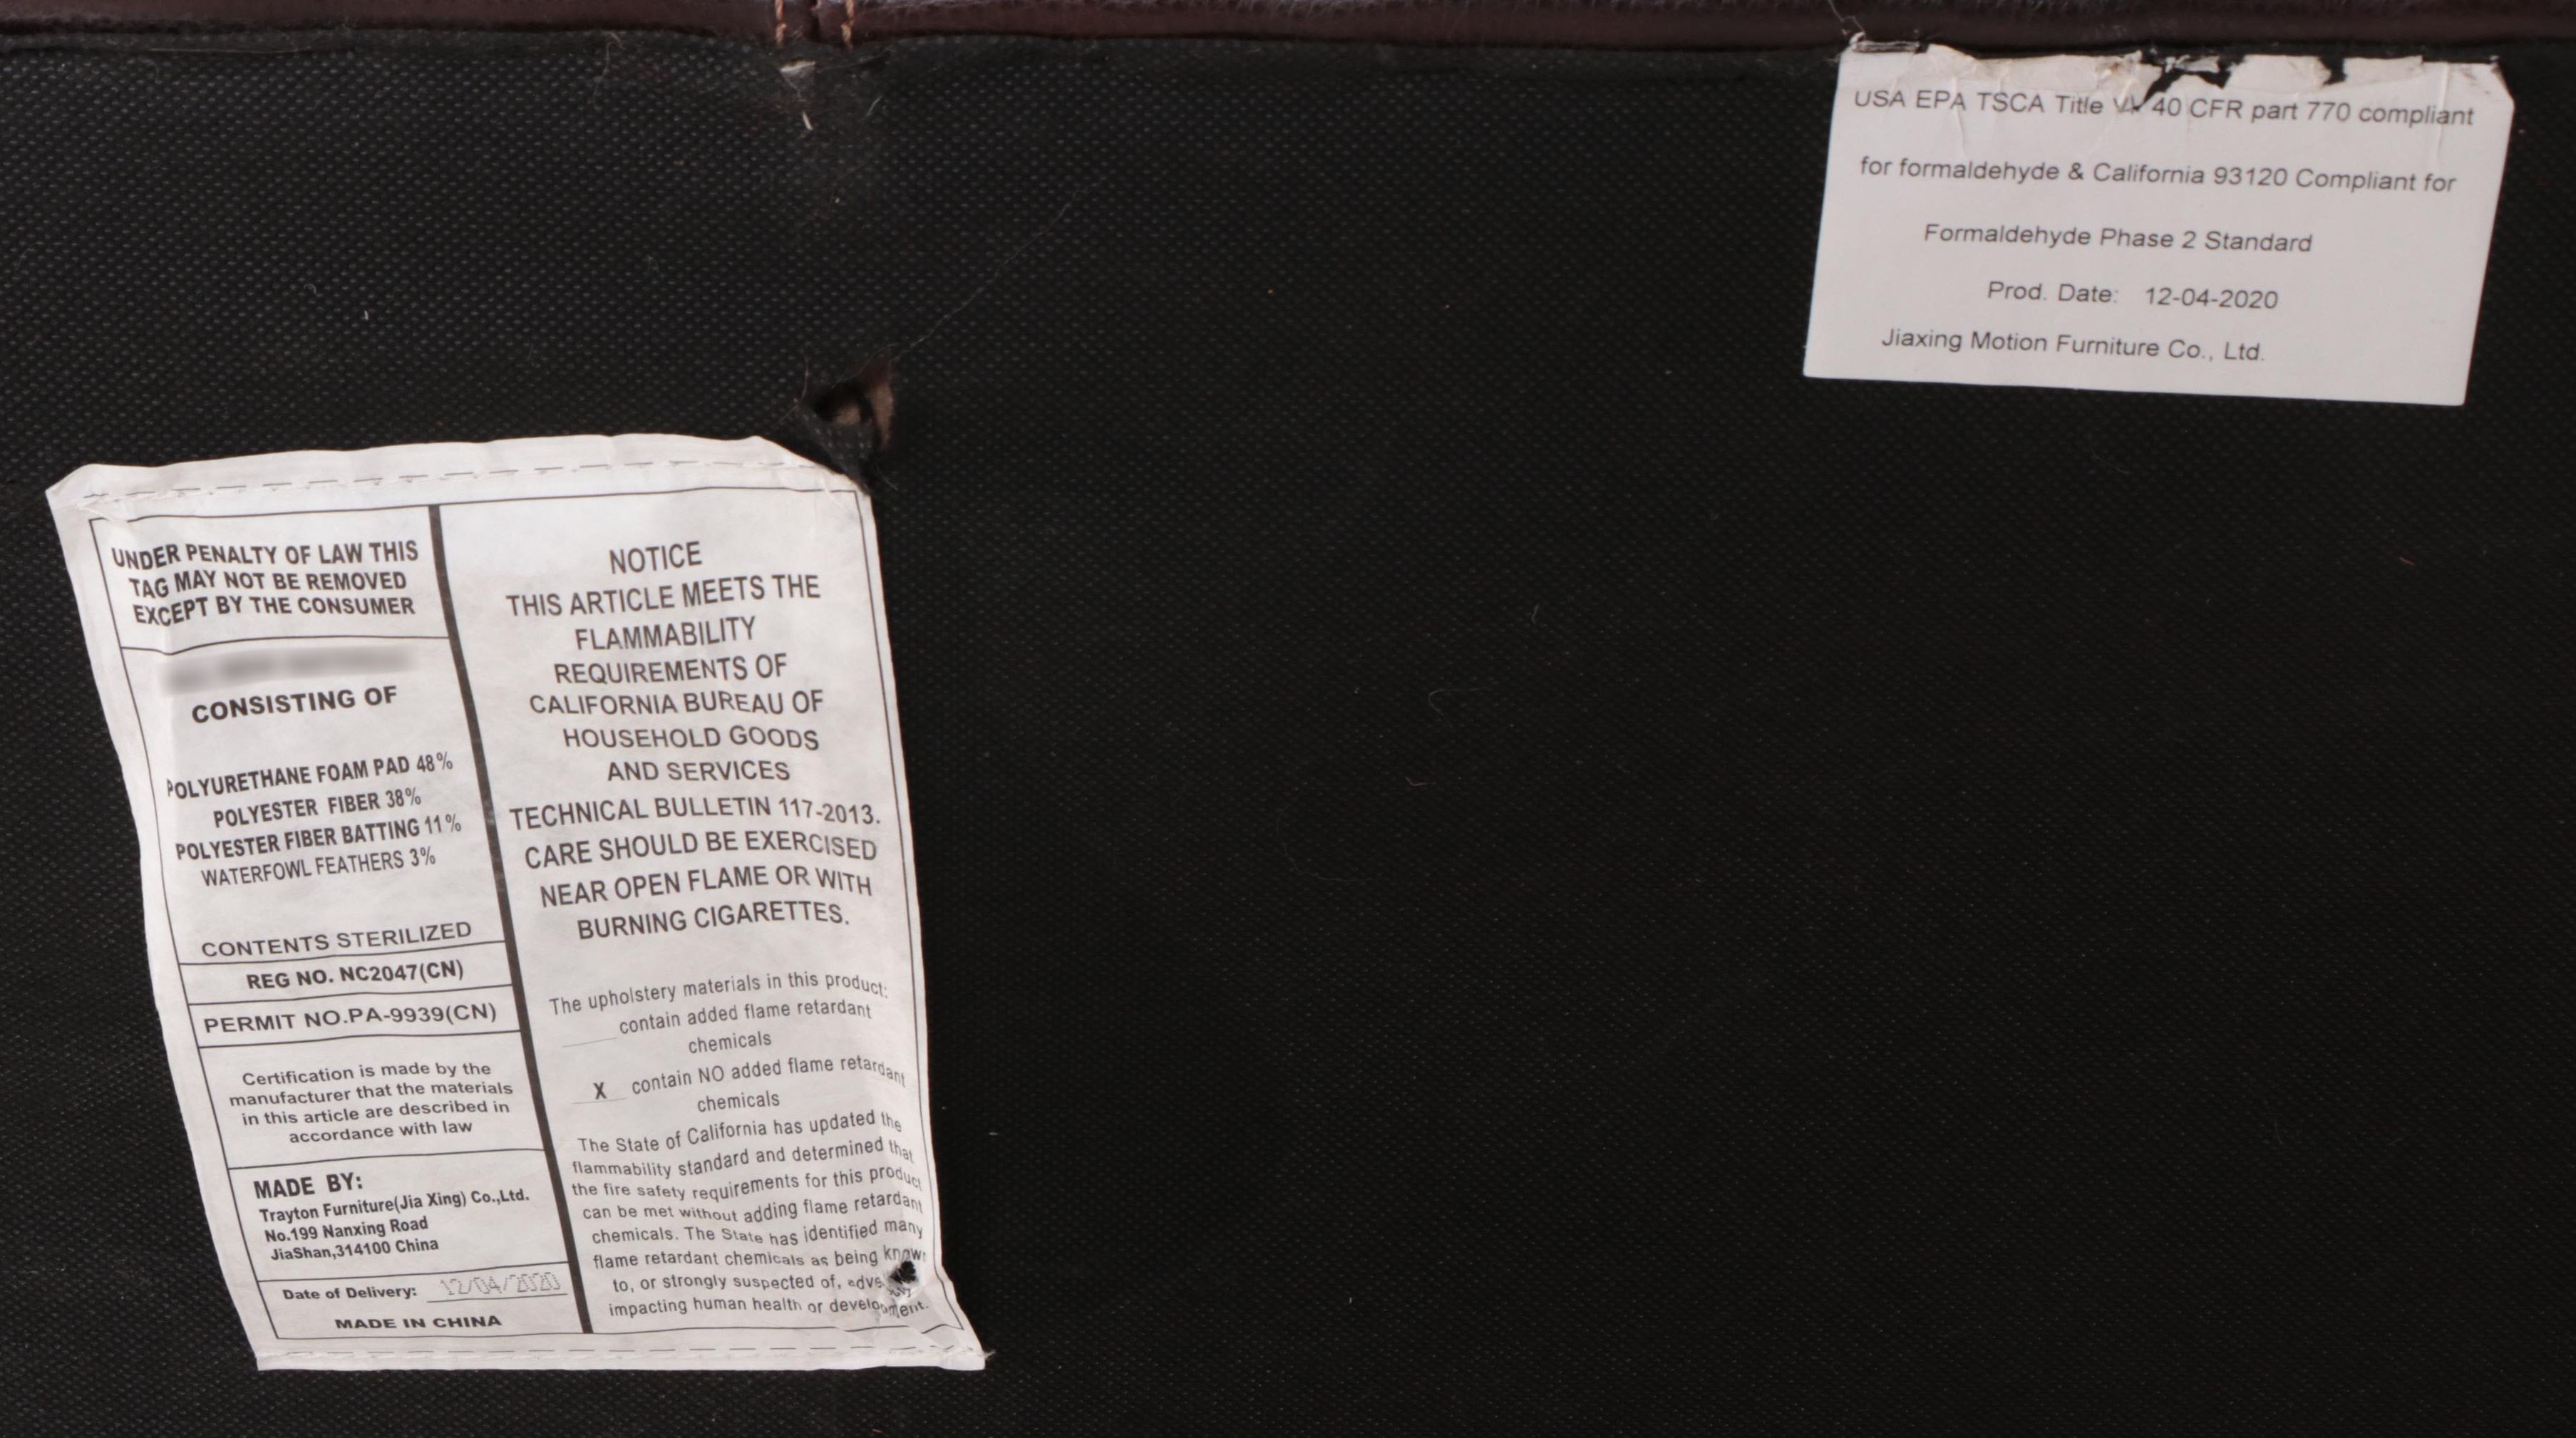 UNDER PENALTY OF LAW THIS
TAG MAY NOT BE REMOVED
EXCEPT BY THE CONSUMER
CONSISTING OF
POLYURETHANE FOAM PAD 48%
POLYESTER FIBER 38%
POLYESTER FIBER BATTING 11%
WATERFOWL FEATHERS 3%
CONTENTS STERILIZED
REG NO. NC2047(CN)
PERMIT NO.PA-9939(CN)
Certification is made by the
manufacturer that the materials
in this article are described in
accordance with law
MADE BY:
Trayton Furniture(Jia Xing) Co.,Ltd.
No.199 Nanxing Road
JiaShan,314100 China
Date of Delivery: 12/04/2020
MADE IN CHINA
NOTICE
THIS ARTICLE MEETS THE
FLAMMABILITY
REQUIREMENTS OF
CALIFORNIA BUREAU OF
HOUSEHOLD GOODS
AND SERVICES
TECHNICAL BULLETIN 117-2013.
CARE SHOULD BE EXERCISED
NEAR OPEN FLAME OR WITH
BURNING CIGARETTES.
The upholstery materials in this product:
contain added flame retardant
chemicals
X contain NO added flame retardant
chemicals
The State of California has updated the
flammability standard and determined that
the fire safety requirements for this product
can be met without adding flame retardant
chemicals. The State has identified many
flame retardant chemicals as being known
to, or strongly suspected of,
impacting human health or development.
USA EPA TSCA Title 40 CFR part 770 compliant
for formaldehyde & California 93120 Compliant for
Formaldehyde Phase 2 Standard
Prod. Date: 12-04-2020
Jiaxing Motion Furniture Co., Ltd.